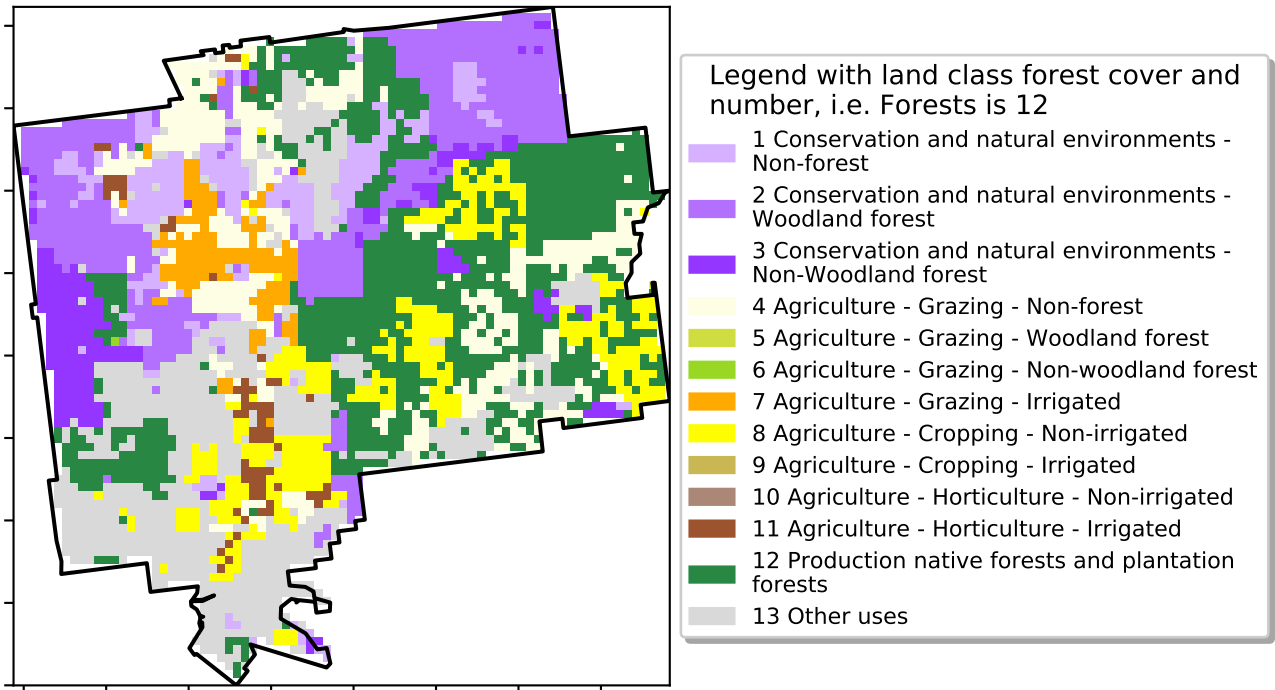 Legend with land class forest cover and
number, i.e. Forests is 12
1 Conservation and natural environments -
Non-forest
2 Conservation and natural environments -
Woodland forest
3 Conservation and natural environments -
Non-Woodland forest
4 Agriculture - Grazing - Non-forest
5 Agriculture - Grazing - Woodland forest
6 Agriculture - Grazing - Non-woodland forest
7 Agriculture - Grazing - Irrigated
8 Agriculture - Cropping - Non-irrigated
9 Agriculture - Cropping - Irrigated
10 Agriculture - Horticulture - Non-irrigated
11 Agriculture - Horticulture - Irrigated
12 Production native forests and plantation
forests
13 Other uses